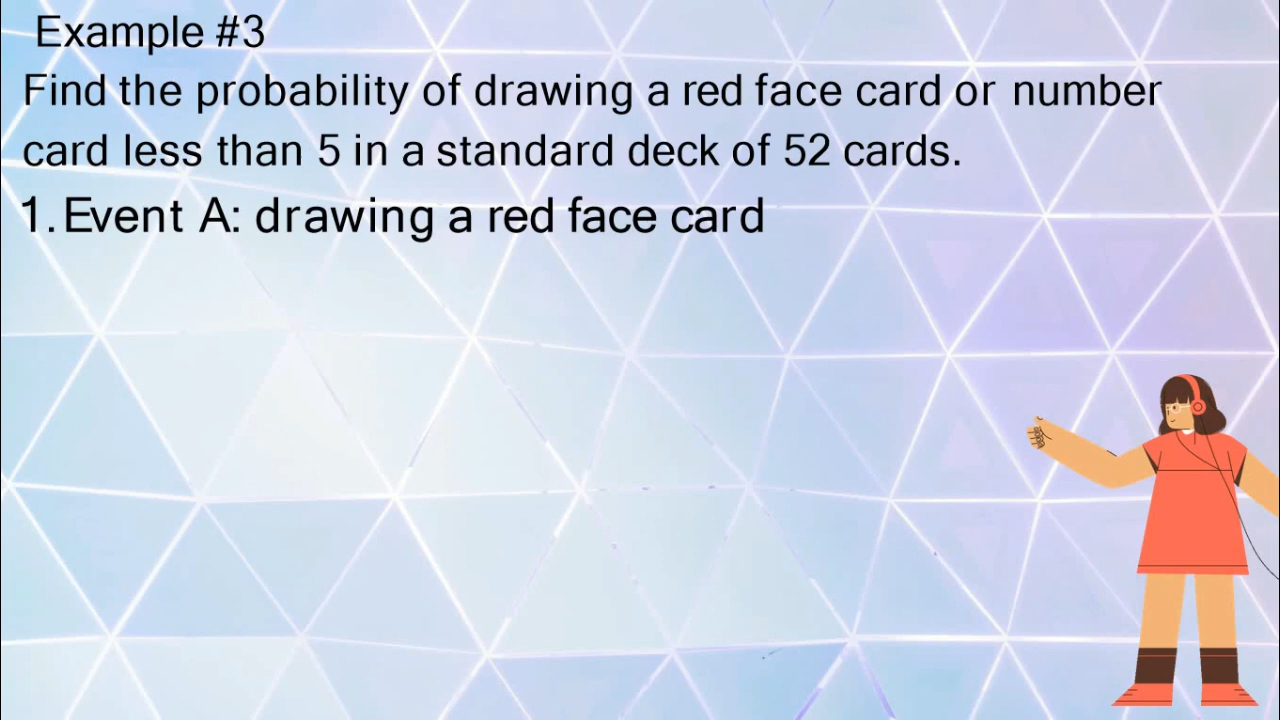 Example #3
Find the probability of drawing a red face card or number
card less than 5 in a standard deck of 52 cards.
1. Event A: drawing a red face card